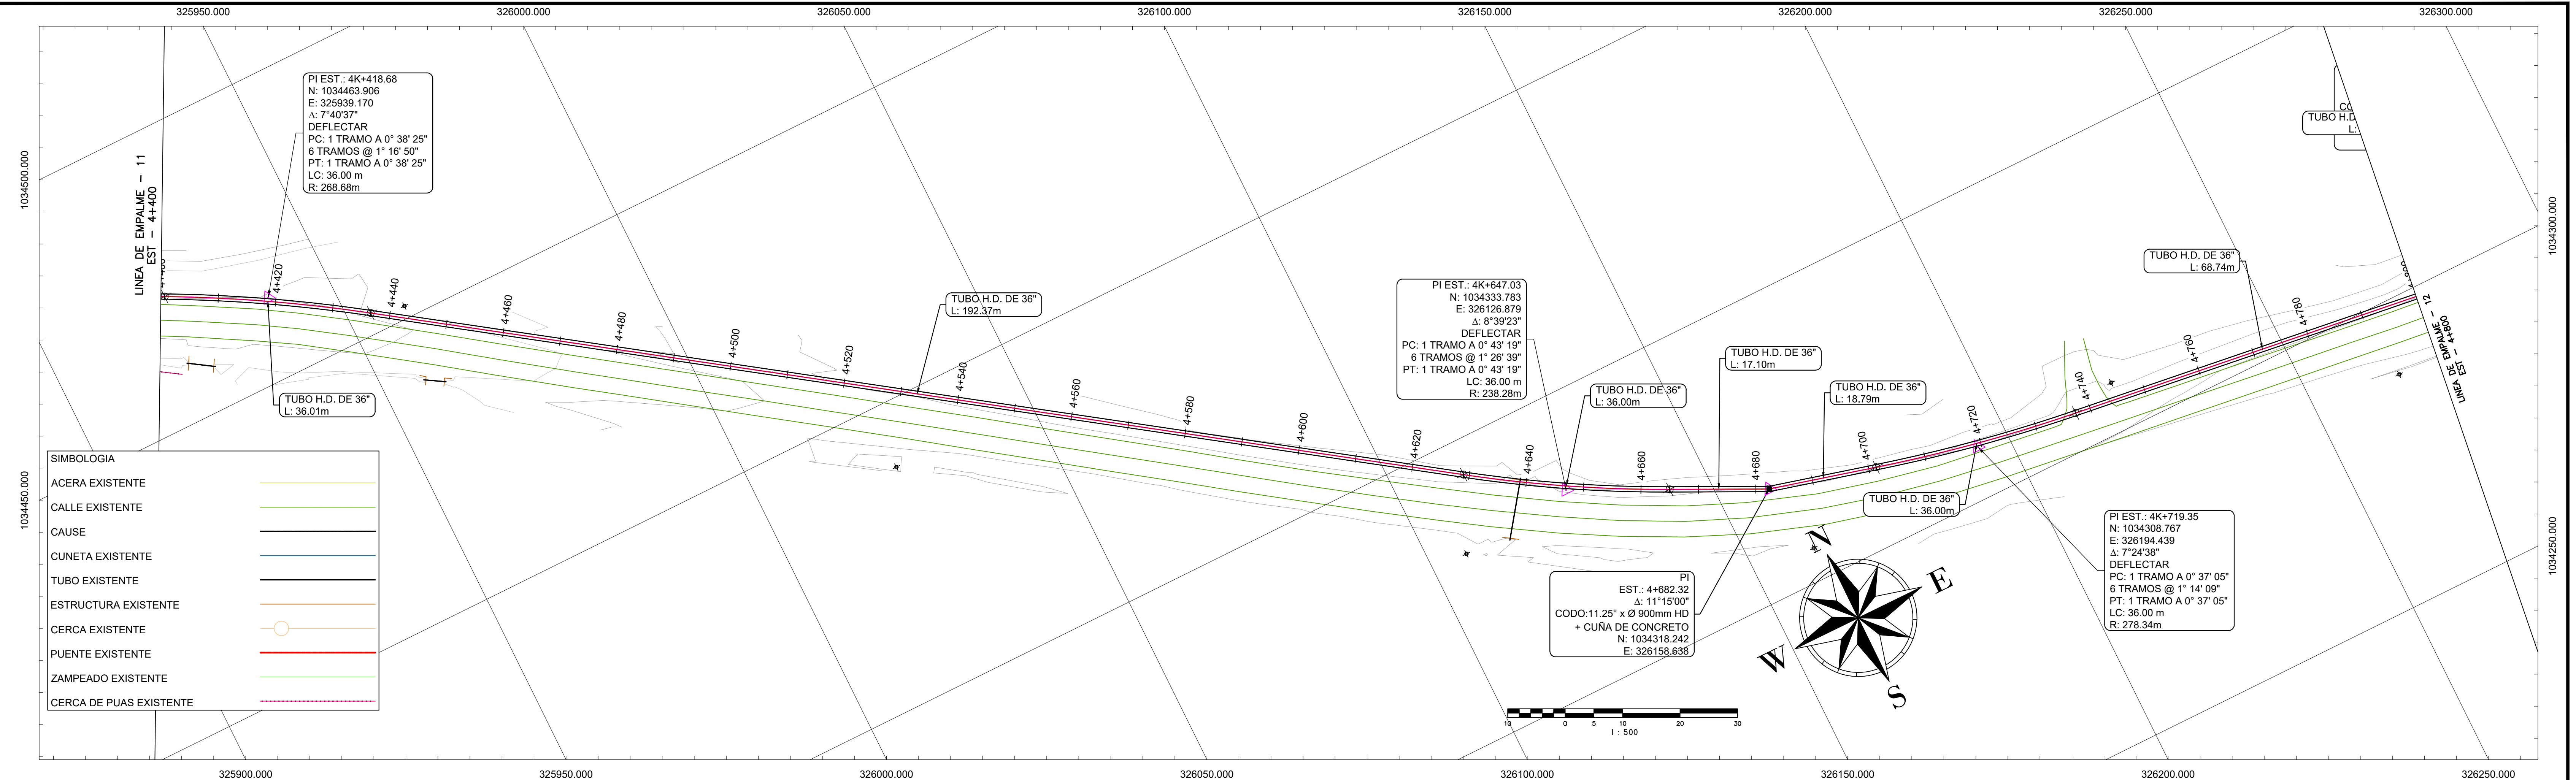 325950.000
326000.000
326050.000
326100.000
326150.000
326200.000
326250.000
326300.000
1034500.000
1034450.000
LINEA DE EMPALME - 11
EST - 4+400
PI EST.: 4K+418.68
N: 1034463.906
E: 325939.170
Δ: 7°40'37"
DEFLECTAR
PC: 1 TRAMO A 0° 38' 25"
6 TRAMOS @ 1° 16' 50"
PT: 1 TRAMO A 0° 38' 25"
LC: 36.00 m
R: 268.68m
4+420
4+440
4+460
4+480
4+500
4+520
4+540
4+560
4+580
4+600
4+620
4+640
4+660
4+680
4+700
4+720
4+740
4+760
4+780
TUBO H.D. DE 36"
L: 36.01m
TUBO H.D. DE 36"
L: 192.37m
PI EST.: 4K+647.03
N: 1034333.783
E: 326126.879
Δ: 8°39'23"
DEFLECTAR
PC: 1 TRAMO A 0° 43' 19"
6 TRAMOS @ 1° 26' 39"
PT: 1 TRAMO A 0° 43' 19"
LC: 36.00 m
R: 238.28m
TUBO H.D. DE 36"
L: 36.00m
TUBO H.D. DE 36"
L: 17.10m
TUBO H.D. DE 36"
L: 18.79m
TUBO H.D. DE 36"
L: 36.00m
TUBO H.D. DE 36"
L: 68.74m
TUBO H.D
L:
PI
EST.: 4+682.32
Δ: 11°15'00"
CODO:11.25° x Ø 900mm HD
+ CUÑA DE CONCRETO
N: 1034318.242
E: 326158.638
PI EST.: 4K+719.35
N: 1034308.767
E: 326194.439
Δ: 7°24'38"
DEFLECTAR
PC: 1 TRAMO A 0° 37' 05"
6 TRAMOS @ 1° 14' 09"
PT: 1 TRAMO A 0° 37' 05"
LC: 36.00 m
R: 278.34m
LINEA DE EMPALME - 12
EST - 4+800
1034300.000
1034250.000
SIMBOLOGIA
ACERA EXISTENTE
CALLE EXISTENTE
CAUSE
CUNETA EXISTENTE
TUBO EXISTENTE
ESTRUCTURA EXISTENTE
CERCA EXISTENTE
PUENTE EXISTENTE
ZAMPEADO EXISTENTE
CERCA DE PUAS EXISTENTE
N
E
W
S
10 0 5 10 20 30
1 : 500
325900.000
325950.000
326000.000
326050.000
326100.000
326150.000
326200.000
326250.000